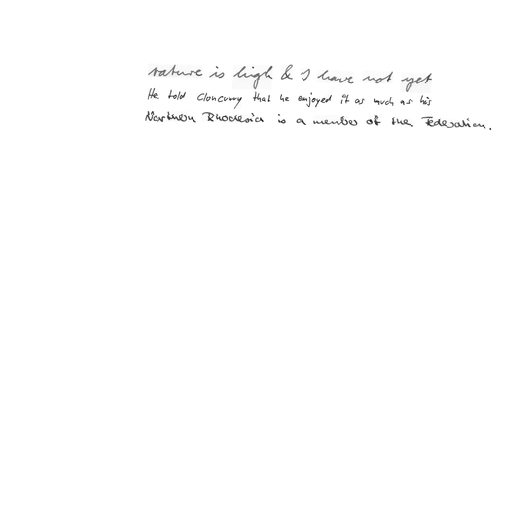 rature is high & I have not yet
He told Cloncurry that he enjoyed it as much as his
Northern Rhodesia is a member of the Federation.